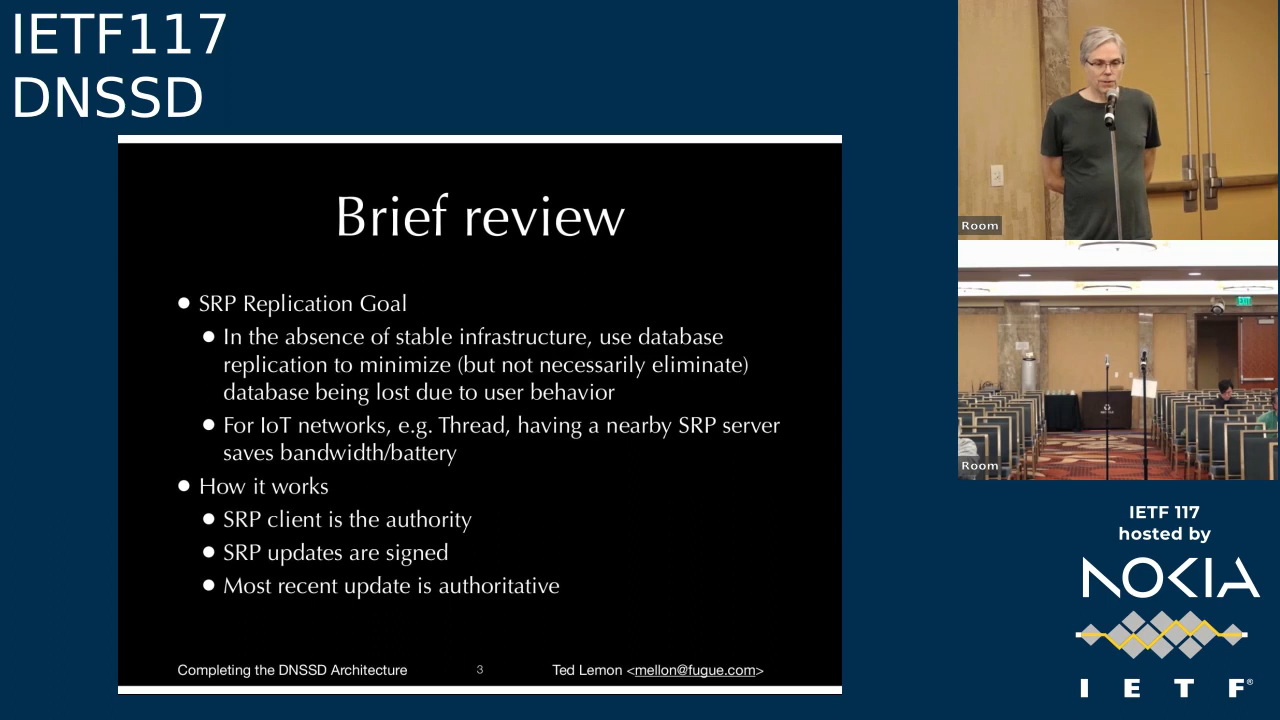 IETF117
DNSSD
Brief review
● SRP Replication Goal
● In the absence of stable infrastructure, use database
replication to minimize (but not necessarily eliminate)
database being lost due to user behavior
● For IoT networks, e.g. Thread, having a nearby SRP server
saves bandwidth/battery
● How it works
● SRP client is the authority
● SRP updates are signed
● Most recent update is authoritative
Completing the DNSSD Architecture 3 Ted Lemon <mellon@fugue.com>
Room
Room
IETF 117
hosted by
NOKIA
I E T F®